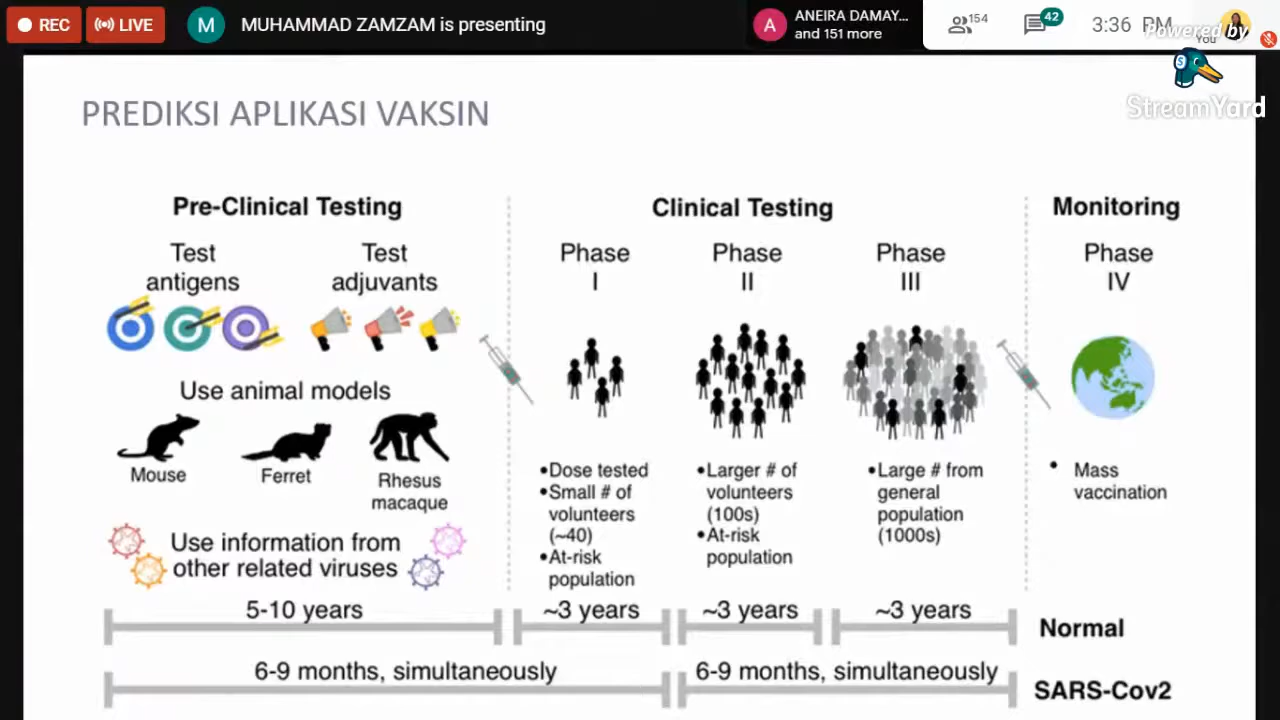 REC
LIVE
M
MUHAMMAD ZAMZAM is presenting
A
ANEIRA DAMAY...
and 151 more
154
42
3:36 PM
You
Powered by
S
StreamYard
PREDIKSI APLIKASI VAKSIN
Pre-Clinical Testing
Test
antigens
Test
adjuvants
Use animal models
Mouse
Ferret
Rhesus
macaque
Use information from
other related viruses
Clinical Testing
Phase
I
•Dose tested
•Small # of
volunteers
(~40)
•At-risk
population
Phase
II
•Larger # of
volunteers
(100s)
•At-risk
population
Phase
III
•Large # from
general
population
(1000s)
Monitoring
Phase
IV
• Mass
vaccination
5-10 years
~3 years
~3 years
~3 years
Normal
6-9 months, simultaneously
6-9 months, simultaneously
SARS-Cov2